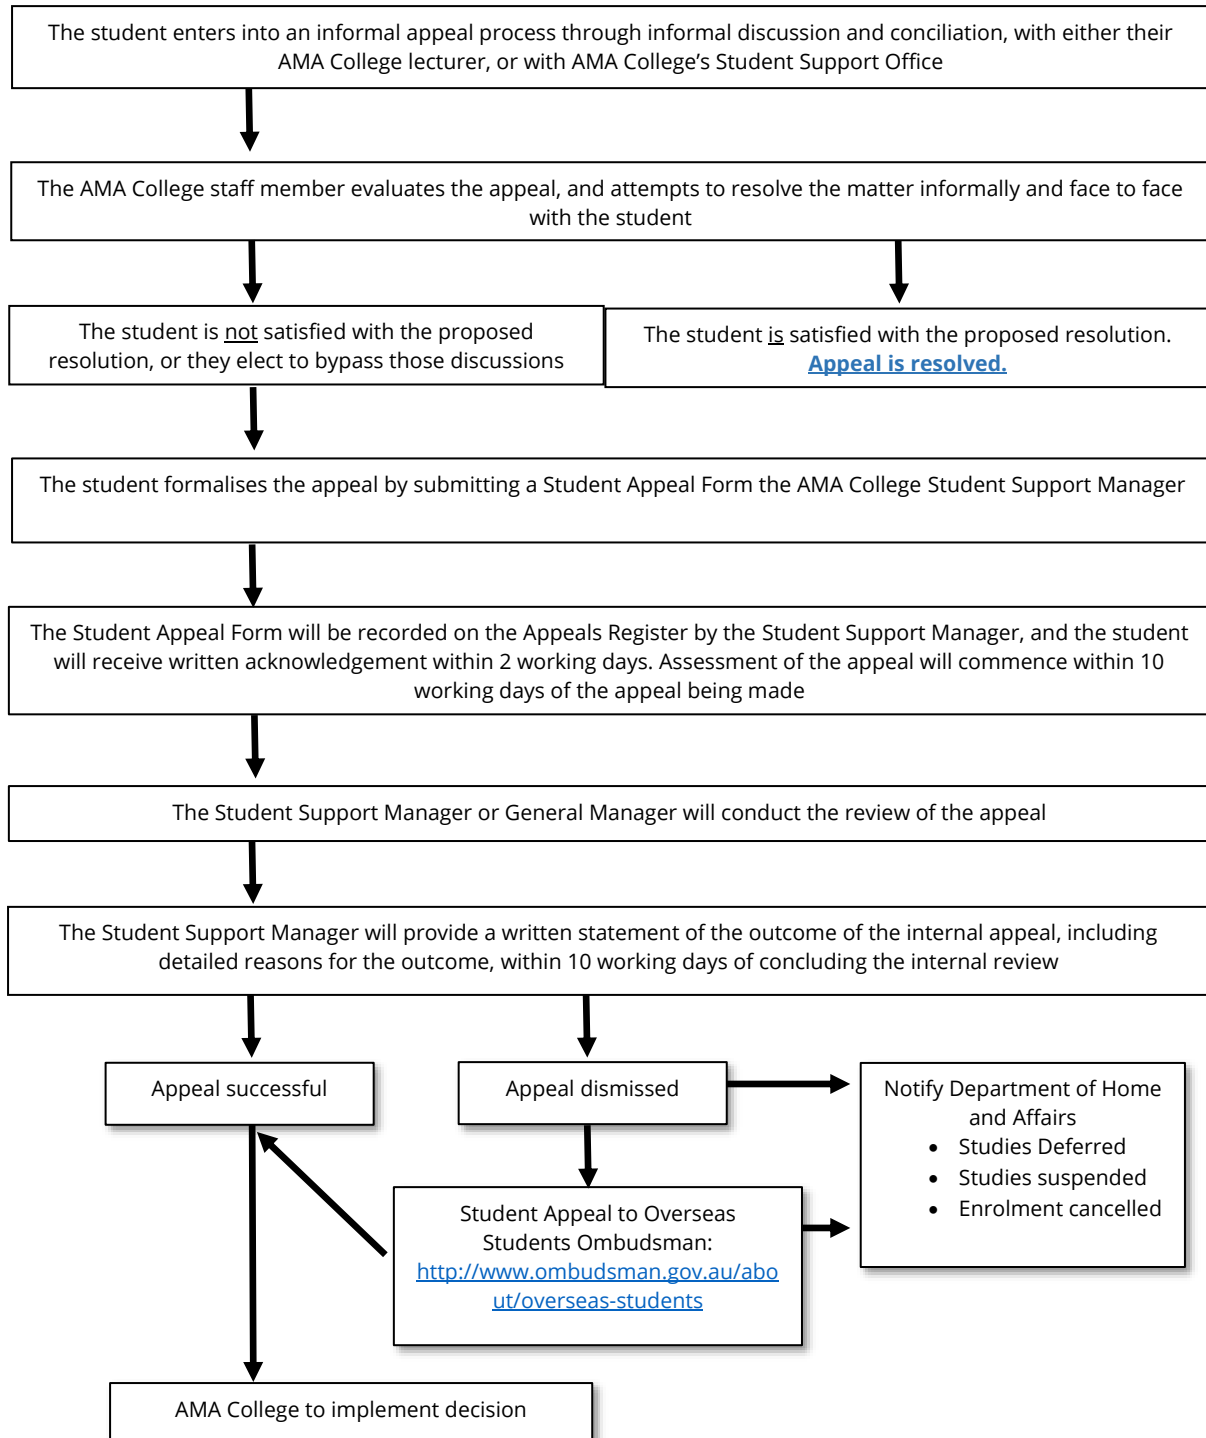 The student enters into an informal appeal process through informal discussion and conciliation, with either their
AMA College lecturer, or with AMA College’s Student Support Office
The AMA College staff member evaluates the appeal, and attempts to resolve the matter informally and face to face
with the student
The student is not satisfied with the proposed
resolution, or they elect to bypass those discussions
The student is satisfied with the proposed resolution.
Appeal is resolved.
The student formalises the appeal by submitting a Student Appeal Form the AMA College Student Support Manager
The Student Appeal Form will be recorded on the Appeals Register by the Student Support Manager, and the student
will receive written acknowledgement within 2 working days. Assessment of the appeal will commence within 10
working days of the appeal being made
The Student Support Manager or General Manager will conduct the review of the appeal
The Student Support Manager will provide a written statement of the outcome of the internal appeal, including
detailed reasons for the outcome, within 10 working days of concluding the internal review
Appeal successful
Appeal dismissed
Notify Department of Home
and Affairs
• Studies Deferred
• Studies suspended
• Enrolment cancelled
Student Appeal to Overseas
Students Ombudsman:
http://www.ombudsman.gov.au/abo
ut/overseas-students
AMA College to implement decision